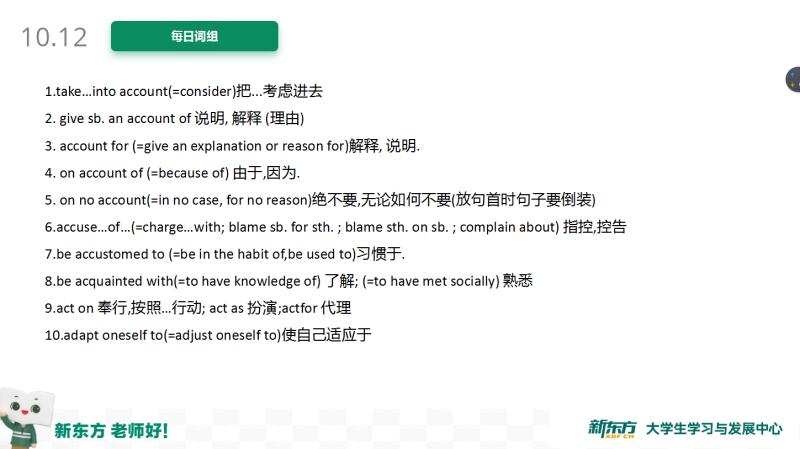 10.12
每日词组
1.take...into account(=consider)把...考虑进去
2. give sb. an account of 说明, 解释 (理由)
3. account for (=give an explanation or reason for)解释, 说明.
4. on account of (=because of) 由于,因为.
5. on no account(=in no case, for no reason)绝不要,无论如何不要(放句首时句子要倒装)
6.accuse...of...(=charge...with; blame sb. for sth. ; blame sth. on sb. ; complain about) 指控,控告
7.be accustomed to (=be in the habit of,be used to)习惯于.
8.be acquainted with(=to have knowledge of) 了解; (=to have met socially) 熟悉
9.act on 奉行,按照...行动; act as 扮演;actfor 代理
10.adapt oneself to(=adjust oneself to)使自己适应于
新东方 老师好!
新东方 XDF.CN 大学生学习与发展中心